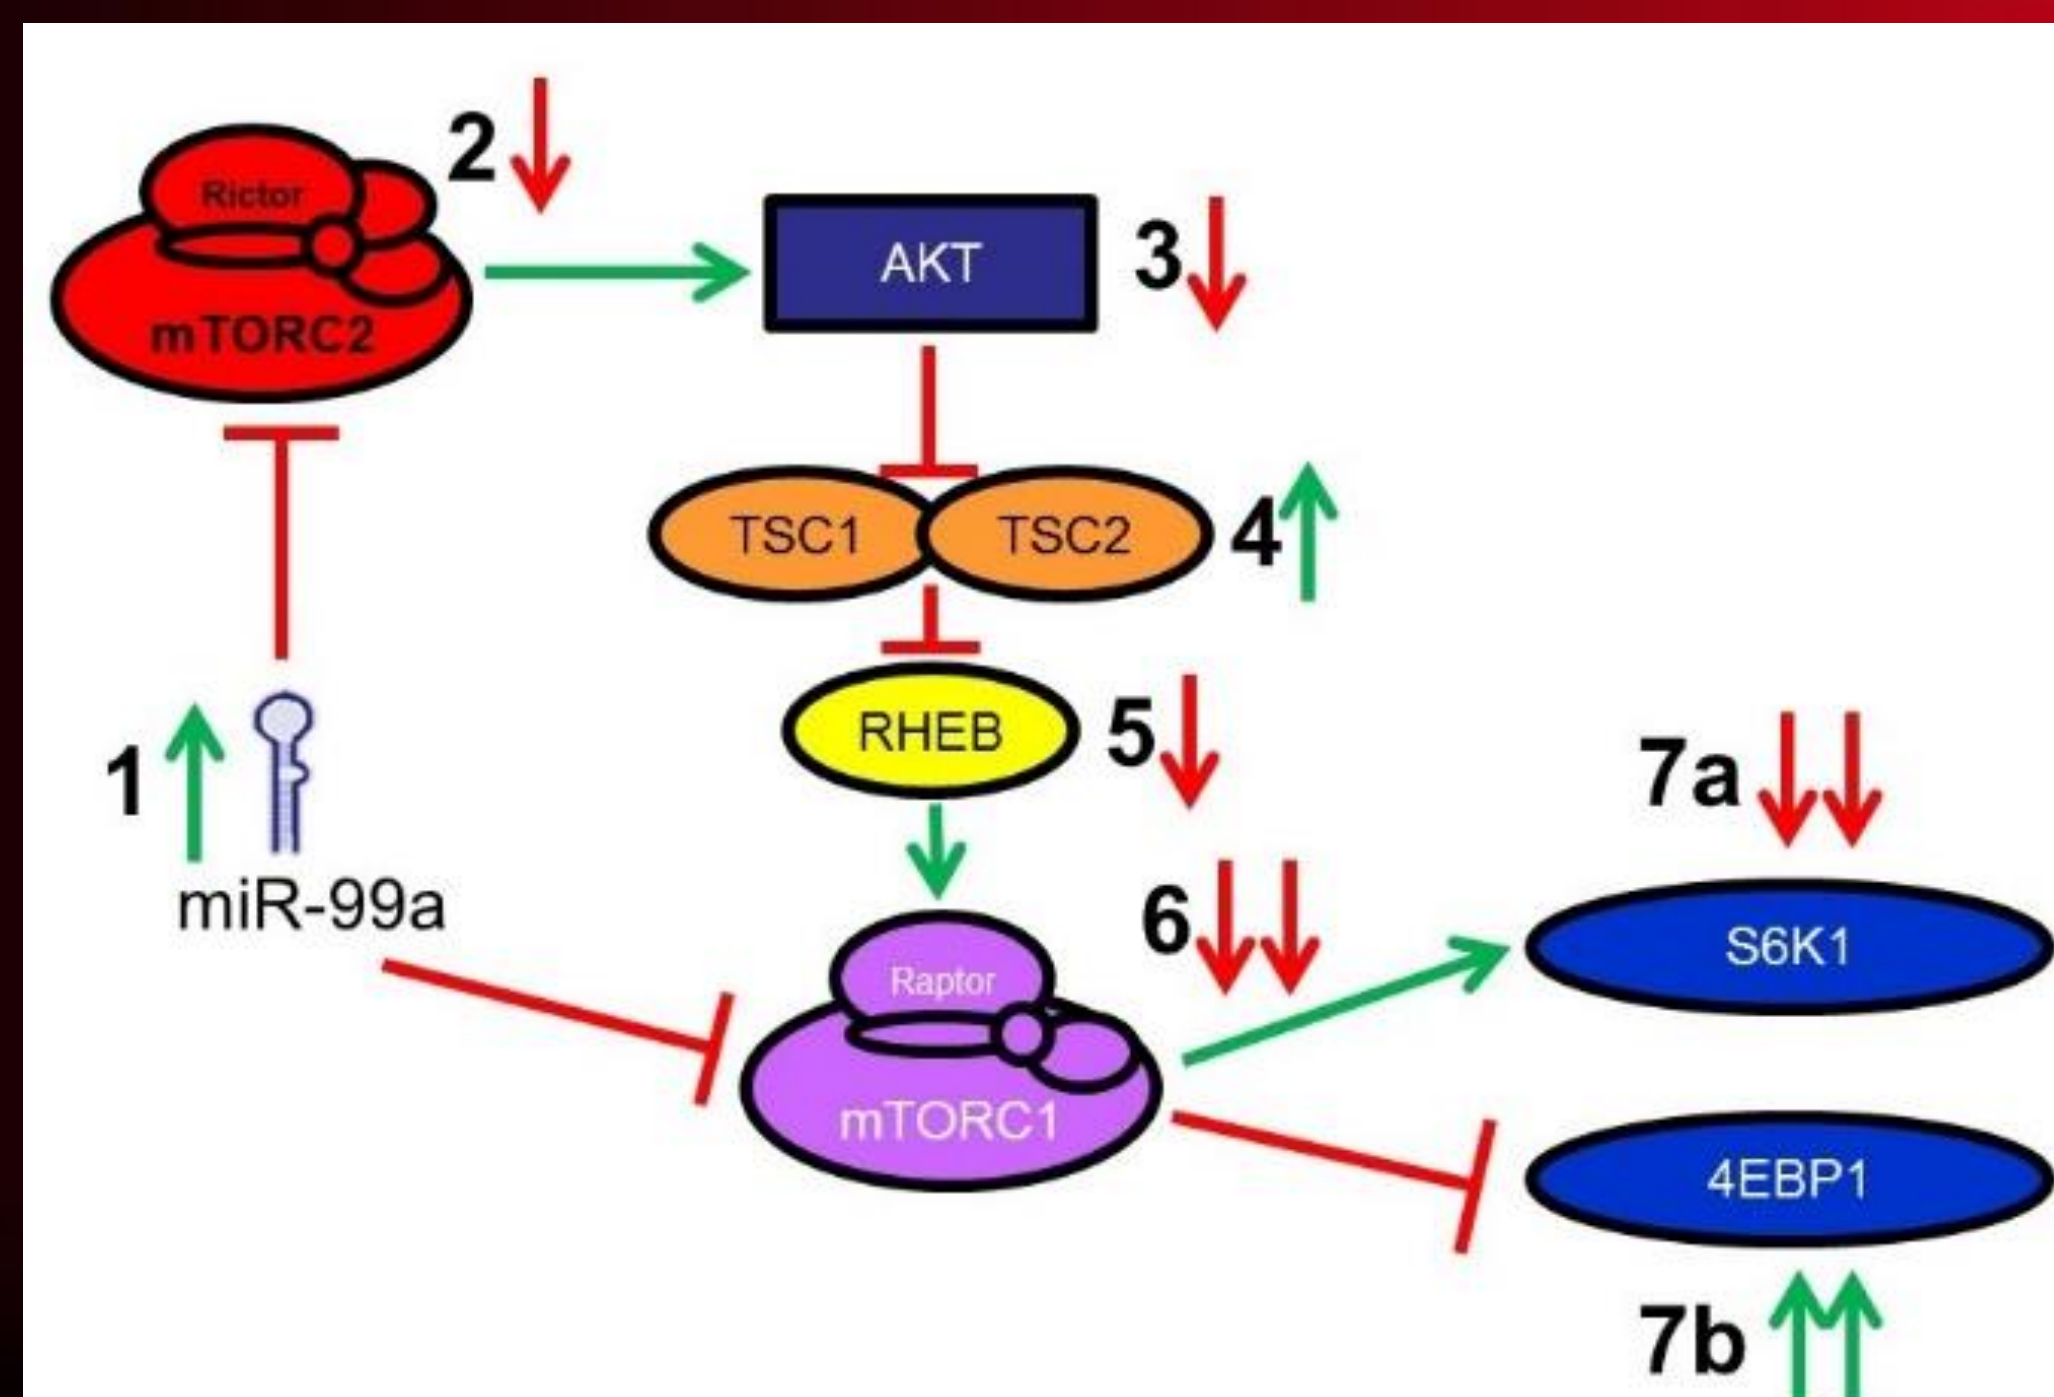 2
Rictor
mTORC2
AKT
3
TSC1
TSC2
4
RHEB
5
1
miR-99a
7a
6
S6K1
Raptor
mTORC1
4EBP1
7b